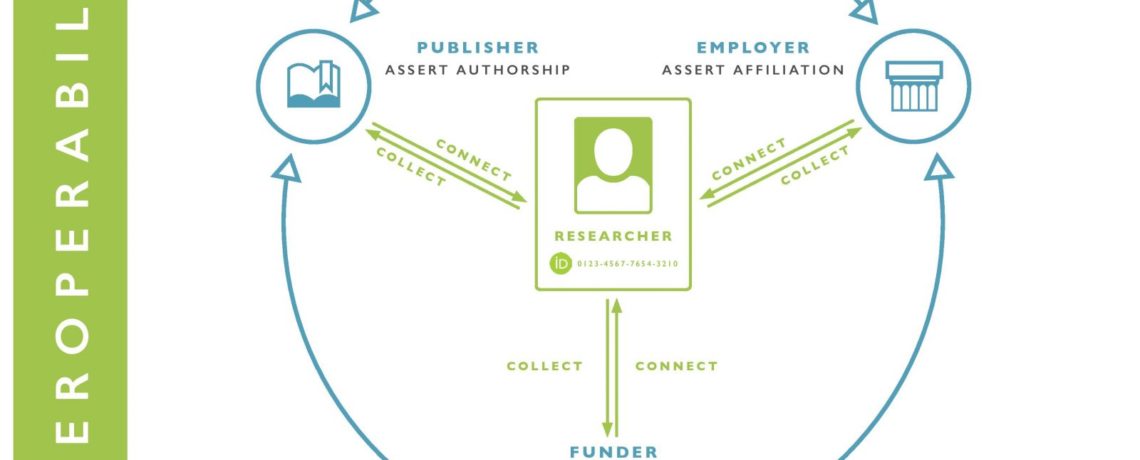 EROPERABIL
PUBLISHER
ASSERT AUTHORSHIP
EMPLOYER
ASSERT AFFILIATION
CONNECT
COLLECT
CONNECT
COLLECT
RESEARCHER
iD 0123-4567-7654-3210
COLLECT
CONNECT
FUNDER